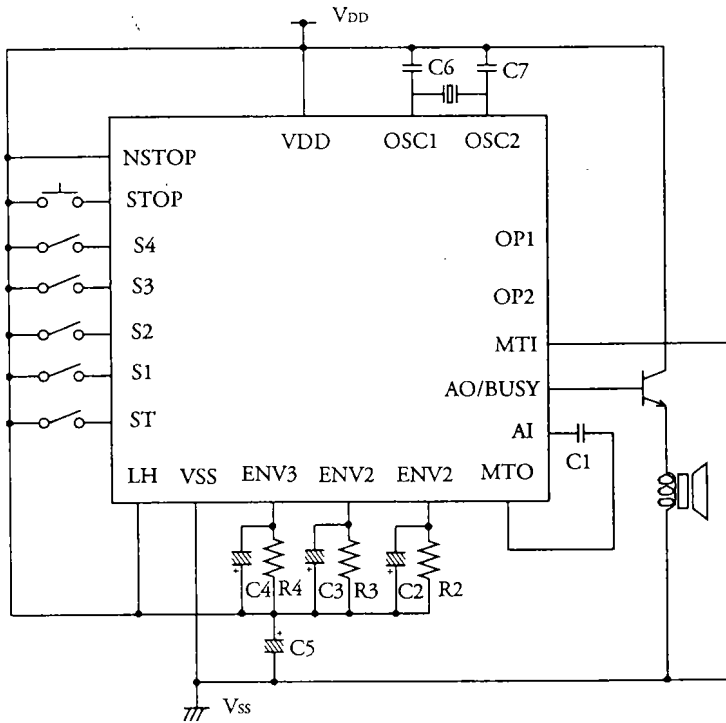 VDD
C6
C7
VDD
OSC1
OSC2
NSTOP
STOP
S4
S3
S2
S1
ST
OP1
OP2
MTI
AO/BUSY
AI
C1
LH
VSS
ENV3
ENV2
ENV2
MTO
+
C4
R4
+
C3
R3
+
C2
R2
+
C5
Vss